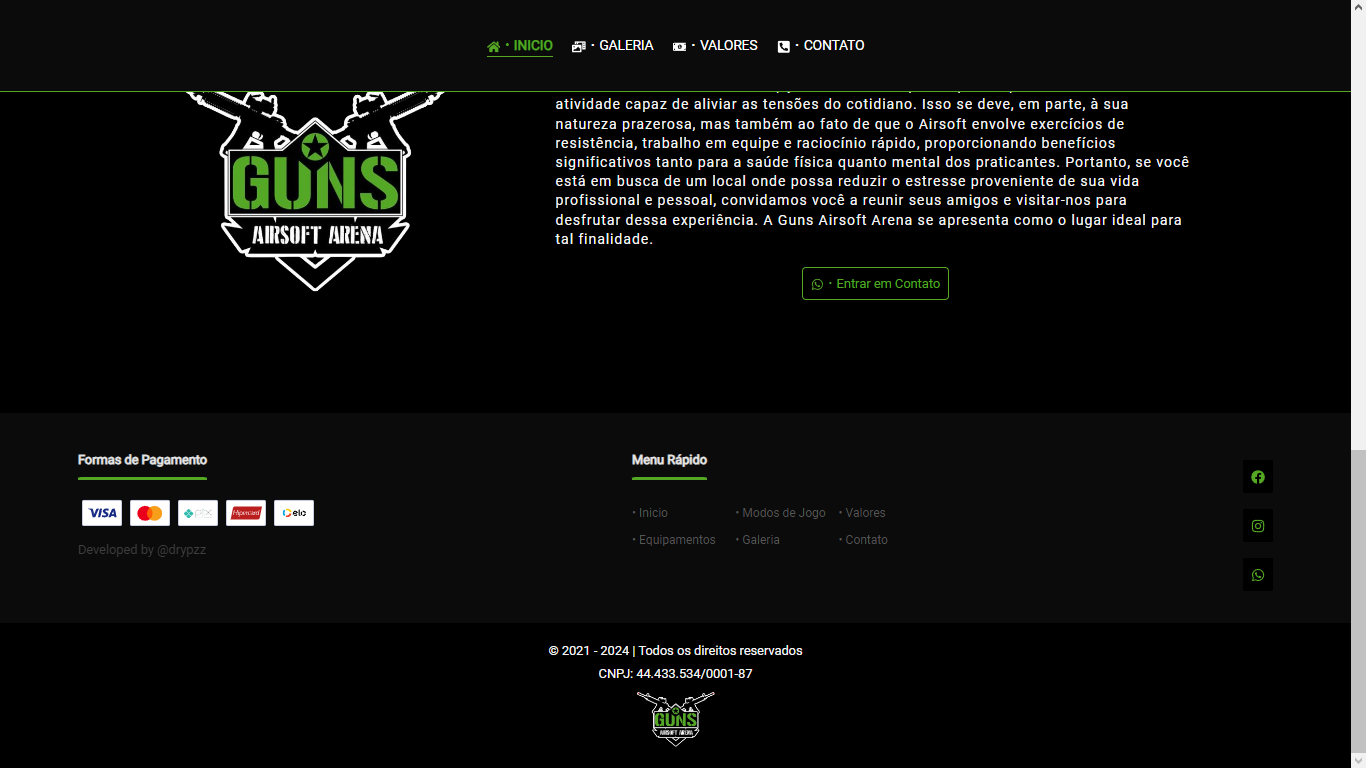 · INICIO · GALERIA · VALORES · CONTATO
atividade capaz de aliviar as tensões do cotidiano. Isso se deve, em parte, à sua
natureza prazerosa, mas também ao fato de que o Airsoft envolve exercícios de
resistência, trabalho em equipe e raciocínio rápido, proporcionando benefícios
significativos tanto para a saúde física quanto mental dos praticantes. Portanto, se você
está em busca de um local onde possa reduzir o estresse proveniente de sua vida
profissional e pessoal, convidamos você a reunir seus amigos e visitar-nos para
desfrutar dessa experiência. A Guns Airsoft Arena se apresenta como o lugar ideal para
tal finalidade.
GUNS
AIRSOFT ARENA
· Entrar em Contato
Formas de Pagamento
VISA
pix
Hipercard
elo
Developed by @drypzz
Menu Rápido
· Inicio · Modos de Jogo · Valores
· Equipamentos · Galeria · Contato
© 2021 - 2024 | Todos os direitos reservados
CNPJ: 44.433.534/0001-87
GUNS
AIRSOFT ARENA